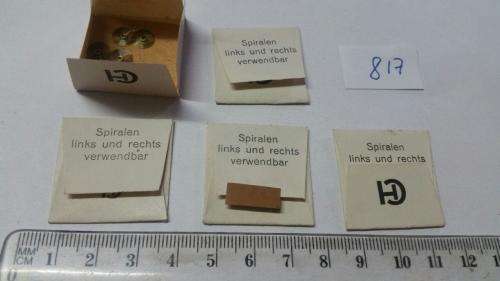 Spiralen
links und rechts
verwendbar
817
Spiralen
links und rechts
verwendbar
Spiralen
links und rechts
verwendbar
Spiralen
links und rechts
MM
CM
1 2 3 4 5 6 7 8 9 10 11 12